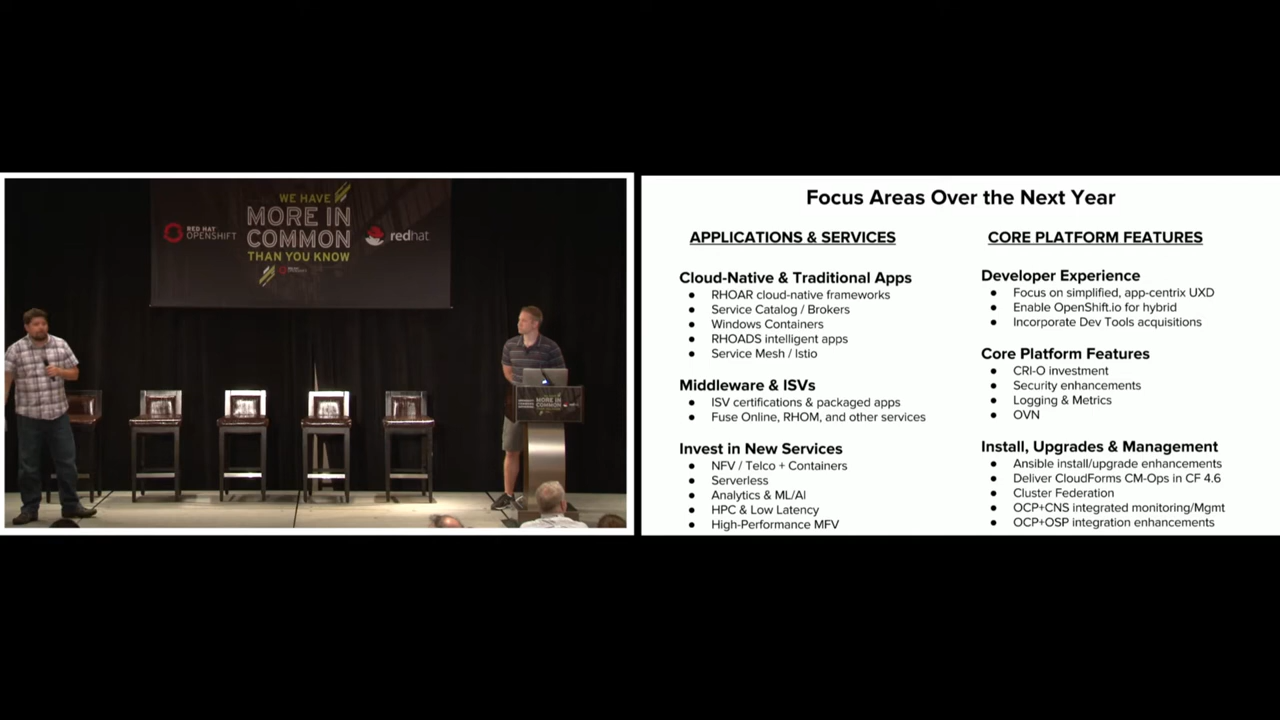 WE HAVE
MORE IN
COMMON
THAN YOU KNOW
RED HAT
OPENSHIFT
redhat
MORE IN
COMMON
Focus Areas Over the Next Year
APPLICATIONS & SERVICES
Cloud-Native & Traditional Apps
● RHOAR cloud-native frameworks
● Service Catalog / Brokers
● Windows Containers
● RHOADS intelligent apps
● Service Mesh / Istio
Middleware & ISVs
● ISV certifications & packaged apps
● Fuse Online, RHOM, and other services
Invest in New Services
● NFV / Telco + Containers
● Serverless
● Analytics & ML/AI
● HPC & Low Latency
● High-Performance MFV
CORE PLATFORM FEATURES
Developer Experience
● Focus on simplified, app-centrix UXD
● Enable OpenShift.io for hybrid
● Incorporate Dev Tools acquisitions
Core Platform Features
● CRI-O investment
● Security enhancements
● Logging & Metrics
● OVN
Install, Upgrades & Management
● Ansible install/upgrade enhancements
● Deliver CloudForms CM-Ops in CF 4.6
● Cluster Federation
● OCP+CNS integrated monitoring/Mgmt
● OCP+OSP integration enhancements